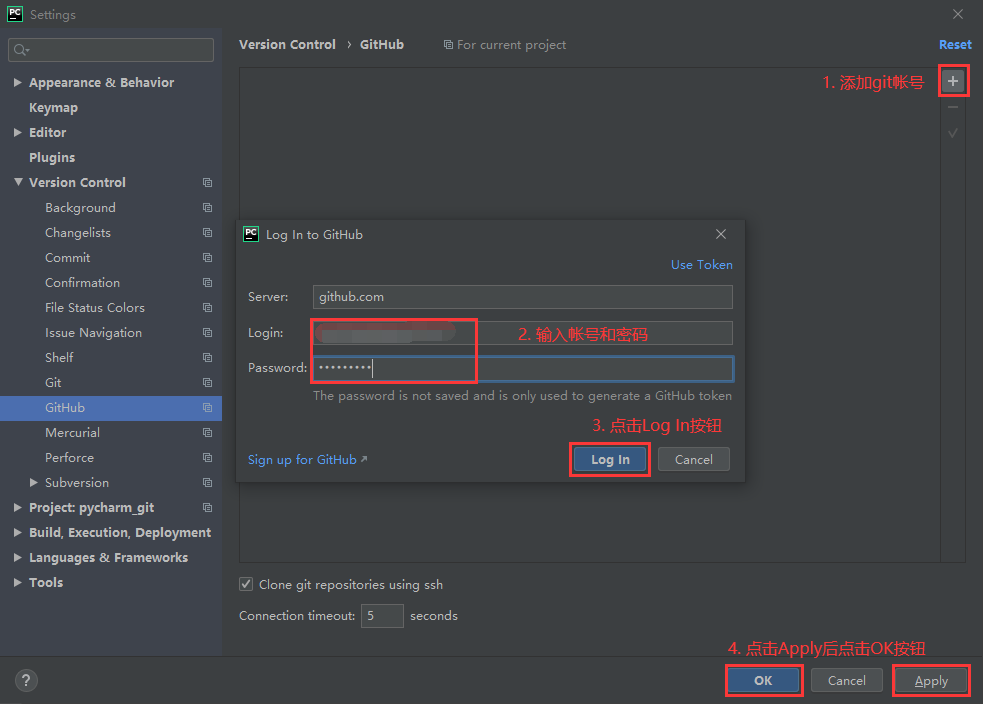 PC Settings
Version Control › GitHub For current project Reset
Appearance & Behavior
Keymap
Editor
Plugins
Version Control
Background
Changelists
Commit
Confirmation
File Status Colors
Issue Navigation
Shelf
Git
GitHub
Mercurial
Perforce
Subversion
Project: pycharm_git
Build, Execution, Deployment
Languages & Frameworks
Tools
1. 添加git帐号
PC Log In to GitHub
Use Token
Server: github.com
Login:
2. 输入帐号和密码
Password: •••••••••
The password is not saved and is only used to generate a GitHub token
3. 点击Log In按钮
Sign up for GitHub ↗ Log In Cancel
Clone git repositories using ssh
Connection timeout: 5 seconds
4. 点击Apply后点击OK按钮
? OK Cancel Apply